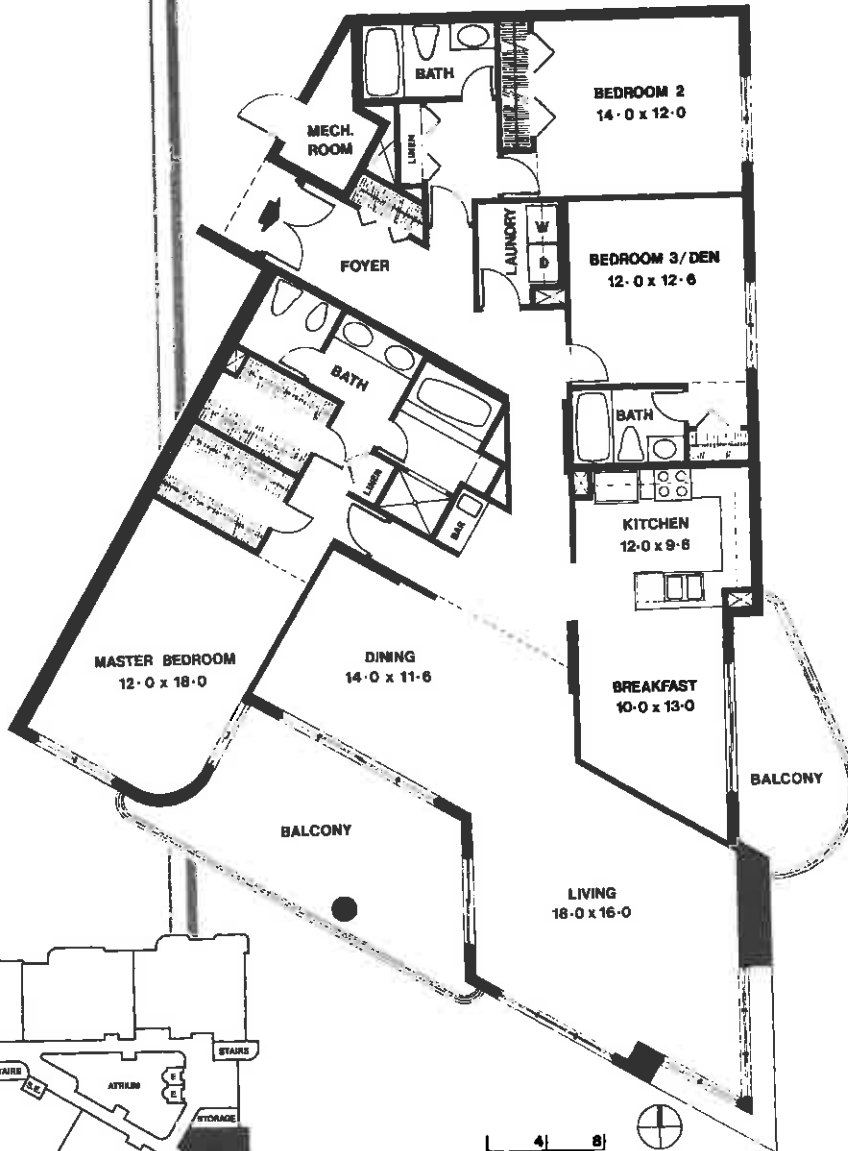 BATH
BEDROOM 2
14·0 x 12·0
MECH.
ROOM
LINEN
LAUNDRY
W
D
BEDROOM 3/DEN
12·0 x 12·6
FOYER
BATH
BATH
LINEN
BAR
KITCHEN
12·0 x 9·6
MASTER BEDROOM
12·0 x 18·0
DINING
14·0 x 11·6
BREAKFAST
10·0 x 13·0
BALCONY
BALCONY
LIVING
18·0 x 16·0
STAIRS
TAIRS
S.E.
ATRIUM
E
E
STORAGE
4 8